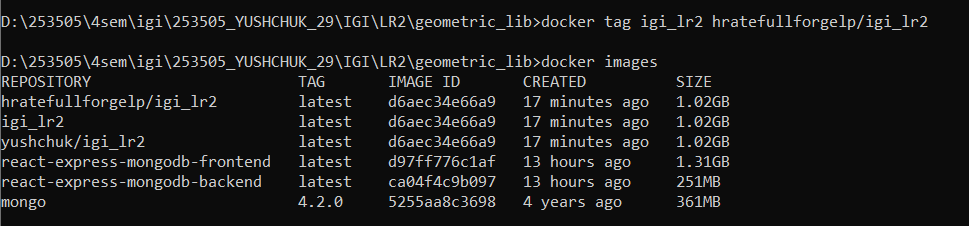 D:\253505\4sem\igi\253505_YUSHCHUK_29\IGI\LR2\geometric_lib>docker tag igi_lr2 hratefullforgelp/igi_lr2
D:\253505\4sem\igi\253505_YUSHCHUK_29\IGI\LR2\geometric_lib>docker images
REPOSITORY TAG IMAGE ID CREATED SIZE
hratefullforgelp/igi_lr2 latest d6aec34e66a9 17 minutes ago 1.02GB
igi_lr2 latest d6aec34e66a9 17 minutes ago 1.02GB
yushchuk/igi_lr2 latest d6aec34e66a9 17 minutes ago 1.02GB
react-express-mongodb-frontend latest d97ff776c1af 13 hours ago 1.31GB
react-express-mongodb-backend latest ca04f4c9b097 13 hours ago 251MB
mongo 4.2.0 5255aa8c3698 4 years ago 361MB